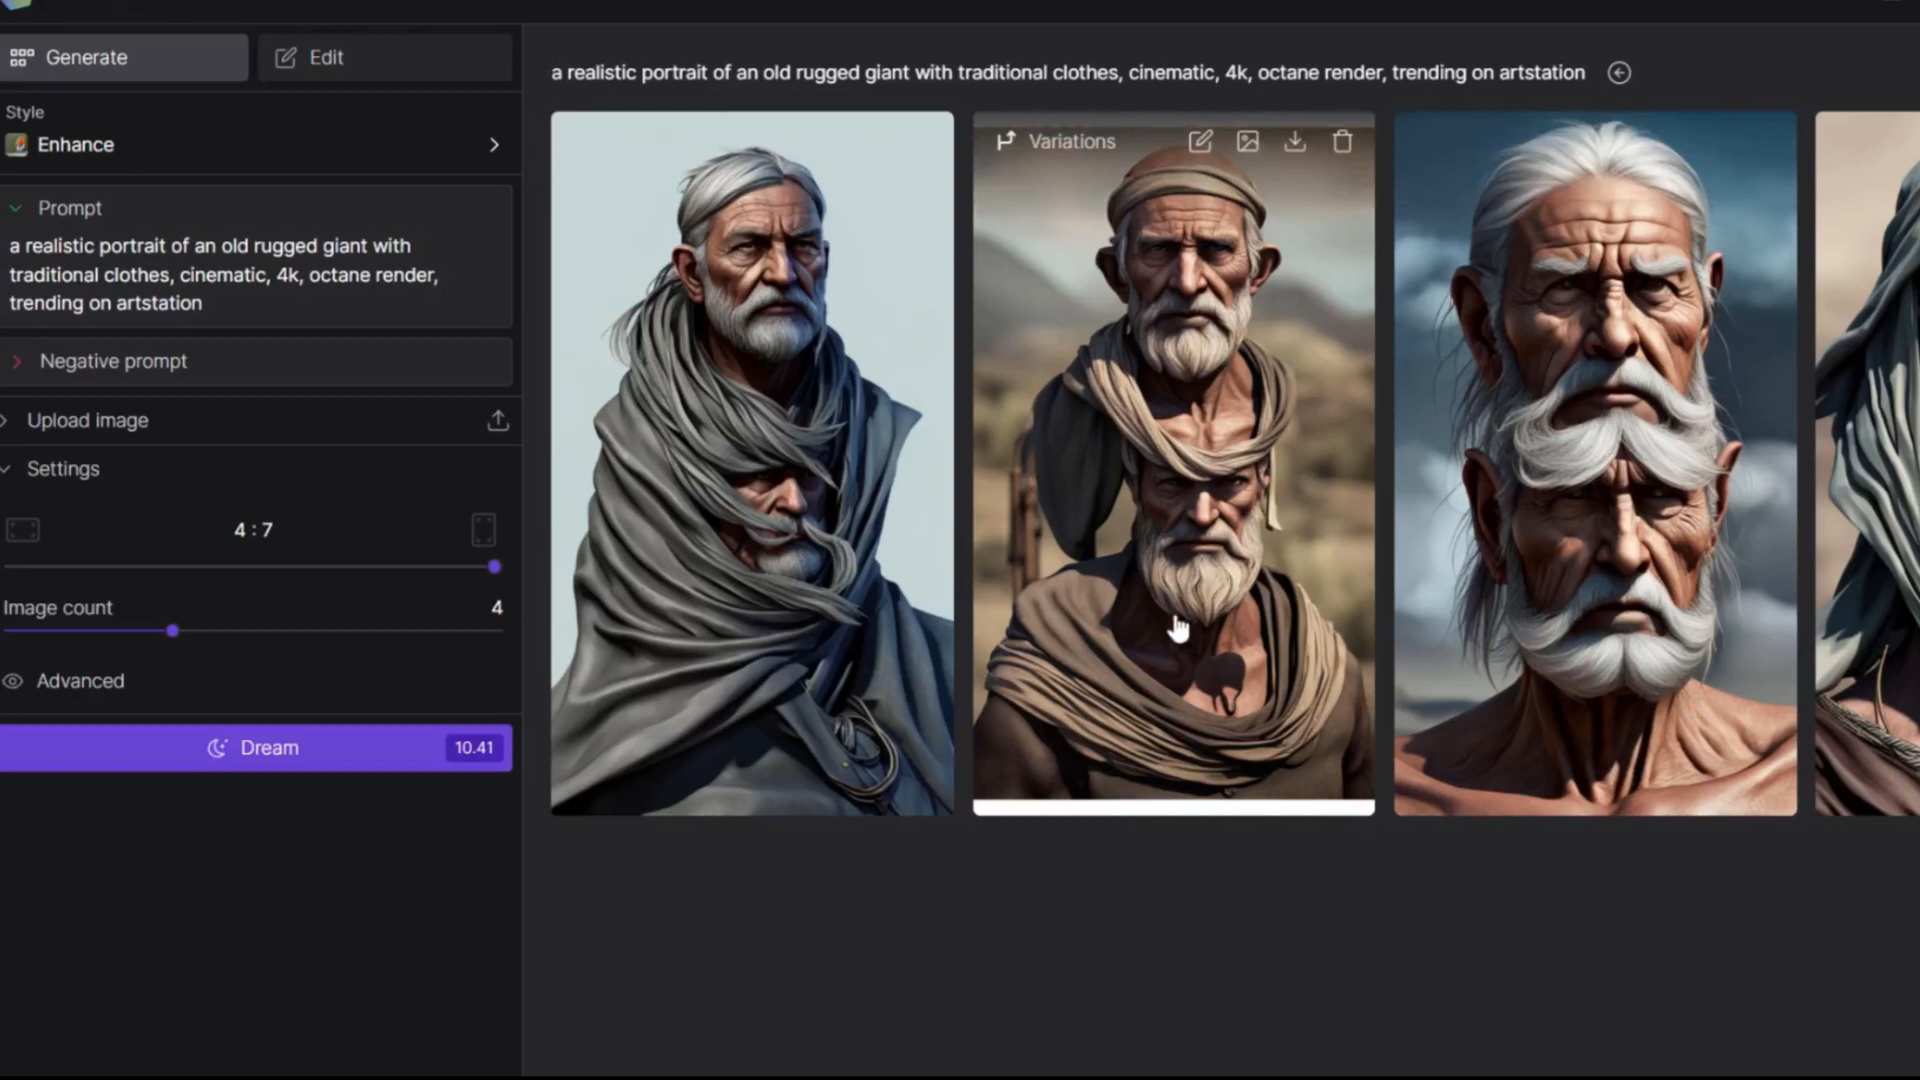 Generate
Edit
Style
Enhance
Prompt
a realistic portrait of an old rugged giant with
traditional clothes, cinematic, 4k, octane render,
trending on artstation
Negative prompt
Upload image
Settings
4 : 7
Image count
4
Advanced
Dream
10.41
a realistic portrait of an old rugged giant with traditional clothes, cinematic, 4k, octane render, trending on artstation
Variations